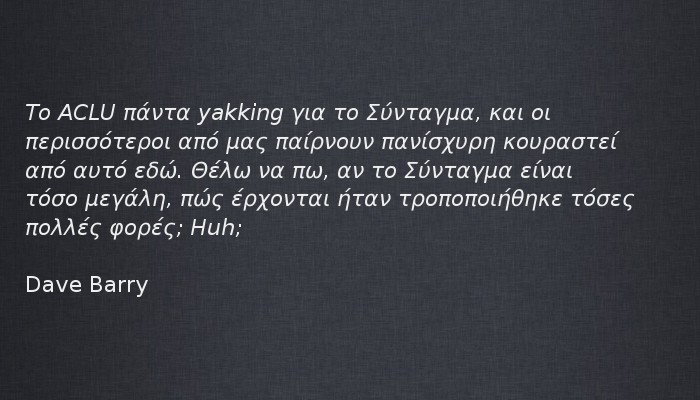 Το ACLU πάντα yakking για το Σύνταγμα, και οι
περισσότεροι από μας παίρνουν πανίσχυρη κουραστεί
από αυτό εδώ. Θέλω να πω, αν το Σύνταγμα είναι
τόσο μεγάλη, πώς έρχονται ήταν τροποποιήθηκε τόσες
πολλές φορές; Huh;
Dave Barry